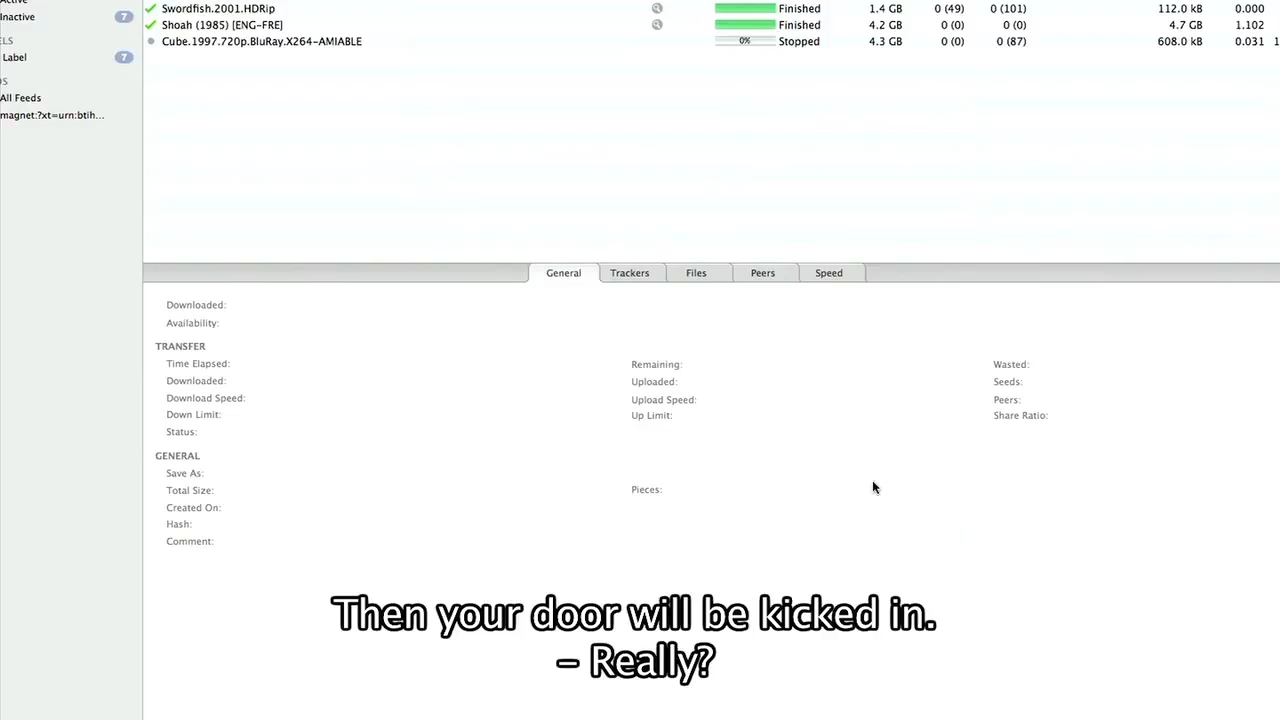 Active
Inactive 7
ELS
Label 7
DS
All Feeds
magnet:?xt=urn:btih...
Swordfish.2001.HDRip Finished 1.4 GB 0 (49) 0 (101) 112.0 kB 0.000
Shoah (1985) [ENG-FRE] Finished 4.2 GB 0 (0) 0 (0) 4.7 GB 1.102
Cube.1997.720p.BluRay.X264-AMIABLE 0% Stopped 4.3 GB 0 (0) 0 (87) 608.0 kB 0.031 1
General Trackers Files Peers Speed
Downloaded:
Availability:
TRANSFER
Time Elapsed: Remaining: Wasted:
Downloaded: Uploaded: Seeds:
Download Speed: Upload Speed: Peers:
Down Limit: Up Limit: Share Ratio:
Status:
GENERAL
Save As:
Total Size: Pieces:
Created On:
Hash:
Comment:
Then your door will be kicked in.
– Really?